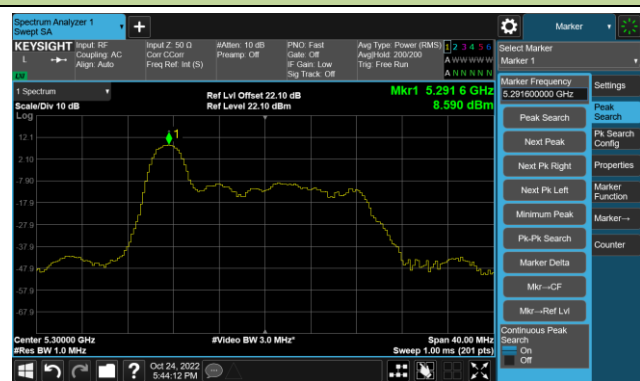 Spectrum Analyzer 1
Swept SA
Marker
KEYSIGHT
L
LV
Input: RF
Coupling: AC
Align: Auto
Input Z: 50 Ω
Corr CCorr
Freq Ref: Int (S)
#Atten: 10 dB
Preamp: Off
PNO: Fast
Gate: Off
IF Gain: Low
Sig Track: Off
Avg Type: Power (RMS)
Avg|Hold: 200/200
Trig: Free Run
1 2 3 4 5 6
A W W W W W
A N N N N N
Select Marker
Marker 1
1 Spectrum
Scale/Div 10 dB
Log
Ref Lvl Offset 22.10 dB
Ref Level 22.10 dBm
Mkr1 5.291 6 GHz
8.590 dBm
12.1
2.10
-7.90
-17.9
-27.9
-37.9
-47.9
-57.9
-67.9
1
Center 5.30000 GHz
#Res BW 1.0 MHz
#Video BW 3.0 MHz*
Span 40.00 MHz
Sweep 1.00 ms (201 pts)
Marker Frequency
5.291600000 GHz
Peak Search
Next Peak
Next Pk Right
Next Pk Left
Minimum Peak
Pk-Pk Search
Marker Delta
Mkr→CF
Mkr→Ref Lvl
Continuous Peak
Search
On
Off
Settings
Peak
Search
Pk Search
Config
Properties
Marker
Function
Marker→
Counter
?
Oct 24, 2022
5:44:12 PM